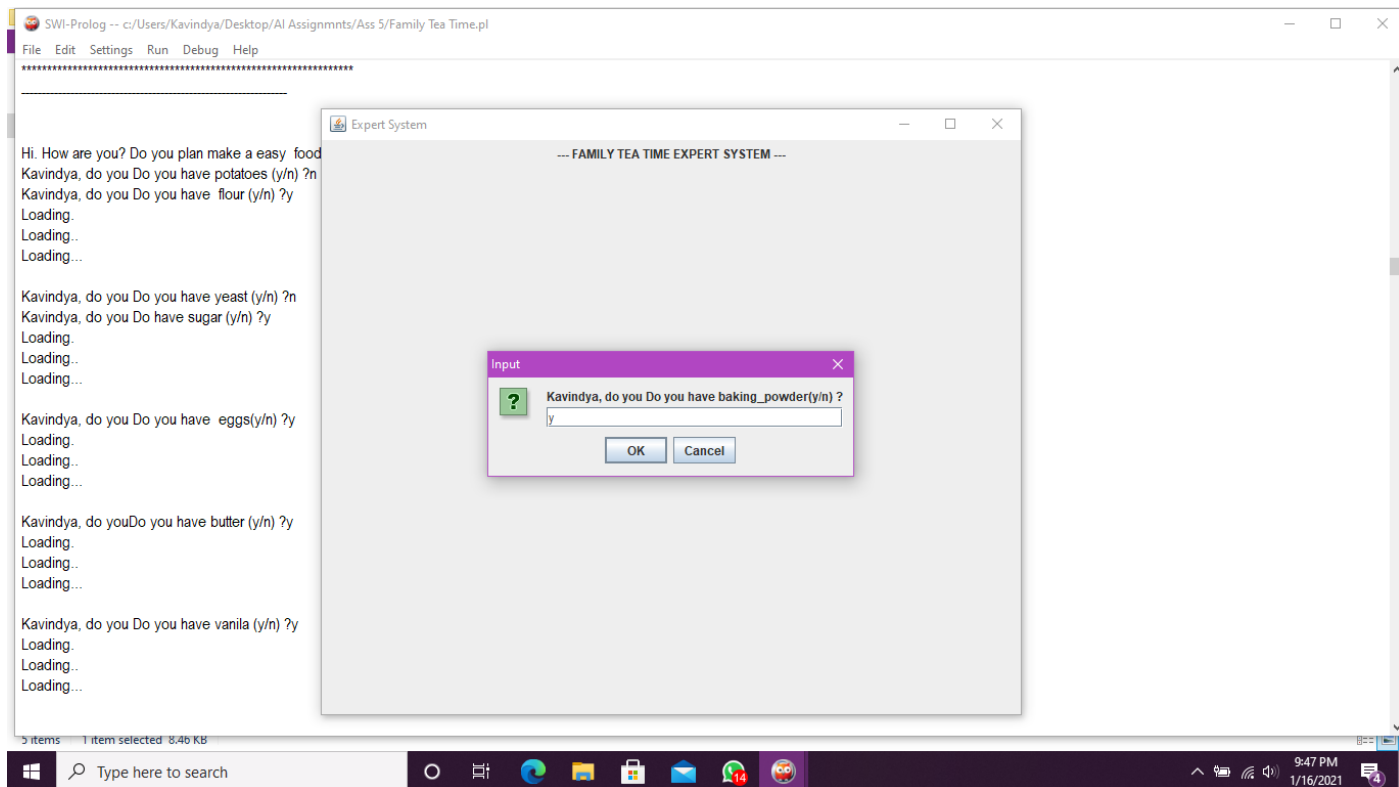 SWI-Prolog -- c:/Users/Kavindya/Desktop/AI Assignmnts/Ass 5/Family Tea Time.pl
File Edit Settings Run Debug Help
*****************************************************************
-----------------------------------------------------------------
Hi. How are you? Do you plan make a easy food
Kavindya, do you Do you have potatoes (y/n) ?n
Kavindya, do you Do you have flour (y/n) ?y
Loading.
Loading..
Loading...
Kavindya, do you Do you have yeast (y/n) ?n
Kavindya, do you Do have sugar (y/n) ?y
Loading.
Loading..
Loading...
Kavindya, do you Do you have eggs(y/n) ?y
Loading.
Loading..
Loading...
Kavindya, do youDo you have butter (y/n) ?y
Loading.
Loading..
Loading...
Kavindya, do you Do you have vanila (y/n) ?y
Loading.
Loading..
Loading...
Expert System
--- FAMILY TEA TIME EXPERT SYSTEM ---
Input
?
Kavindya, do you Do you have baking_powder(y/n) ?
y
OK Cancel
5 items 1 item selected 8.46 KB
Type here to search
14
9:47 PM
1/16/2021
4